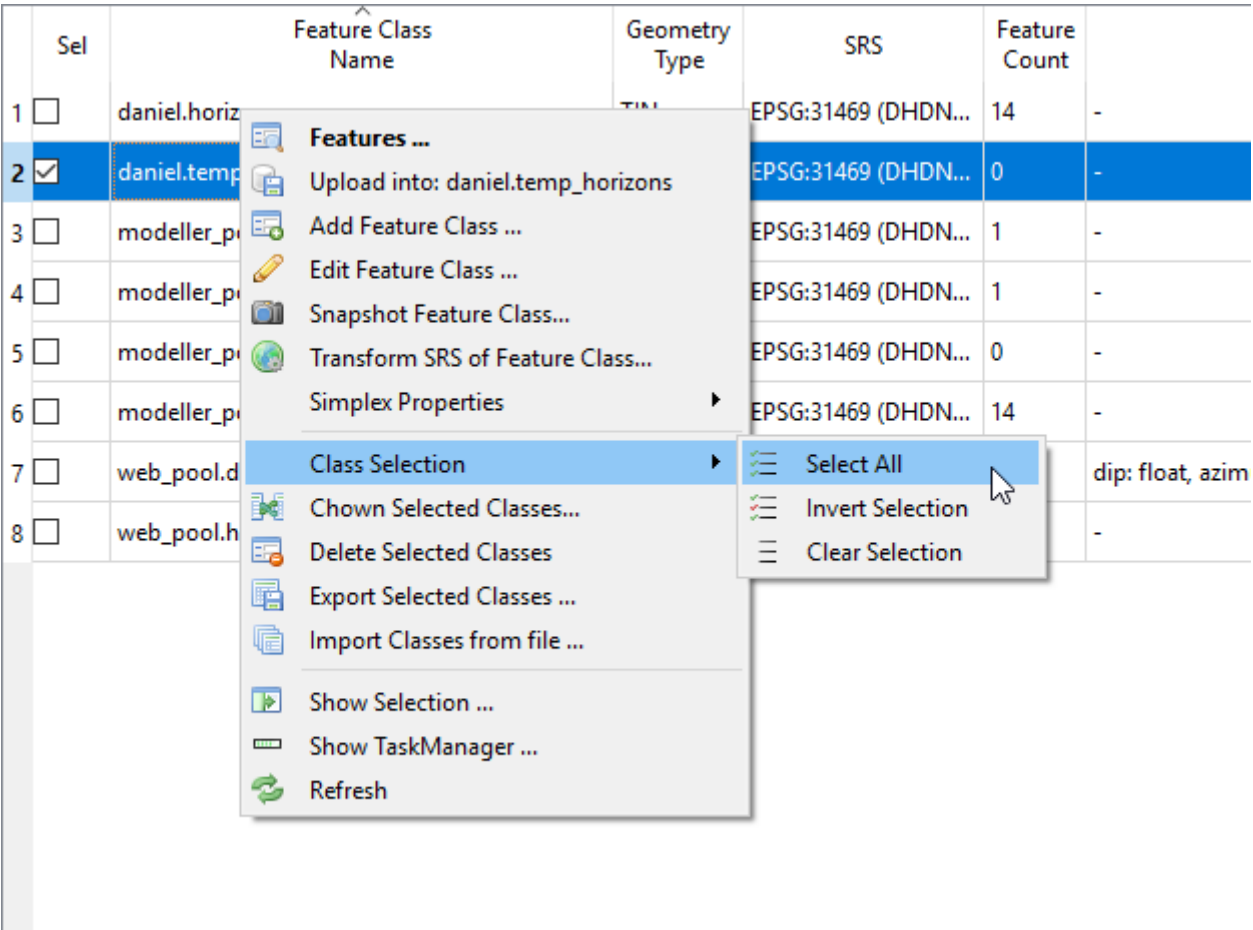 Sel
Feature Class
Name
Geometry
Type
SRS
Feature
Count
1 daniel.horiz EPSG:31469 (DHDN... 14 -
2 daniel.temp EPSG:31469 (DHDN... 0 -
3 modeller_p EPSG:31469 (DHDN... 1 -
4 modeller_p EPSG:31469 (DHDN... 1 -
5 modeller_p EPSG:31469 (DHDN... 0 -
6 modeller_p EPSG:31469 (DHDN... 14 -
7 web_pool.d dip: float, azim
8 web_pool.h -
Features ...
Upload into: daniel.temp_horizons
Add Feature Class ...
Edit Feature Class ...
Snapshot Feature Class...
Transform SRS of Feature Class...
Simplex Properties
Class Selection
Chown Selected Classes...
Delete Selected Classes
Export Selected Classes ...
Import Classes from file ...
Show Selection ...
Show TaskManager ...
Refresh
Select All
Invert Selection
Clear Selection